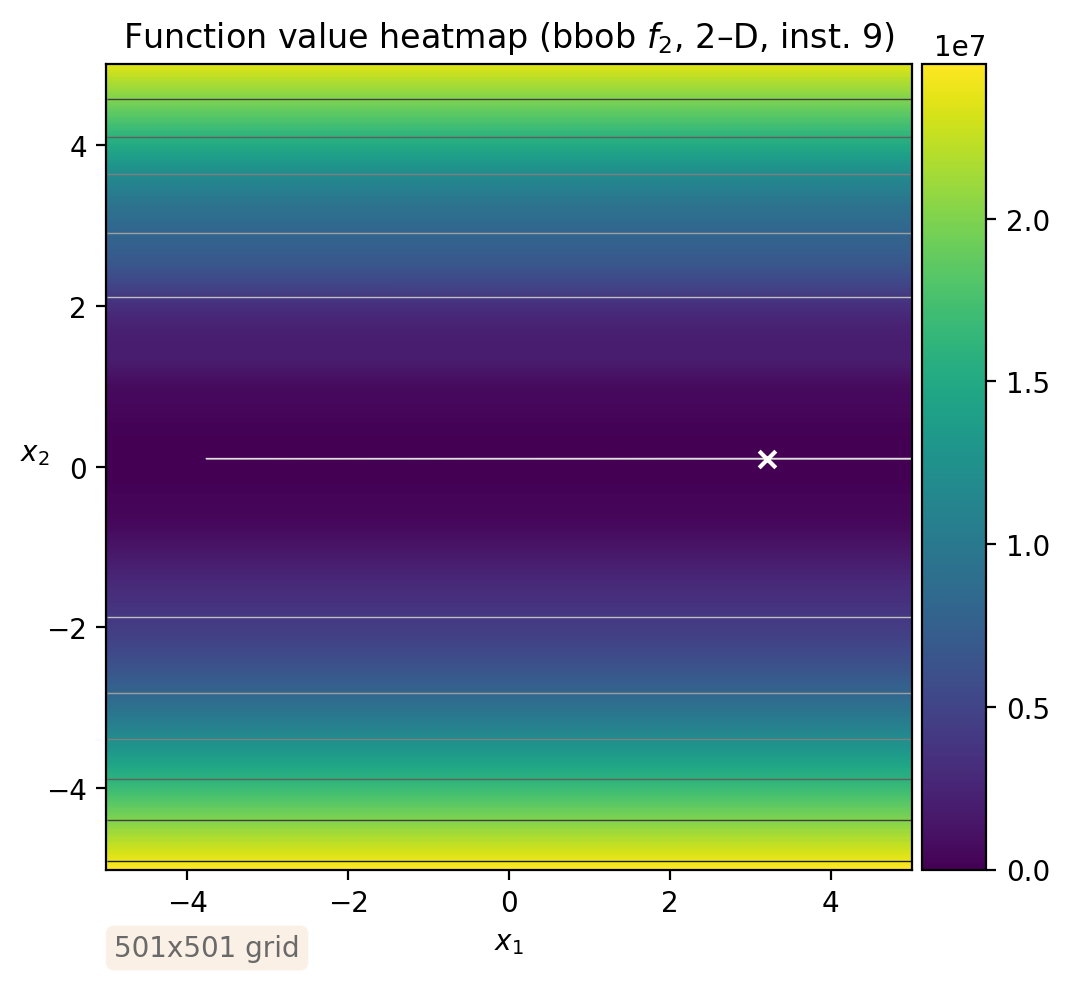 Function value heatmap (bbob f₂, 2–D, inst. 9)
1e7
4
2
0
−2
−4
x₂
2.0
1.5
1.0
0.5
0.0
−4 −2 0 2 4
x₁
501x501 grid